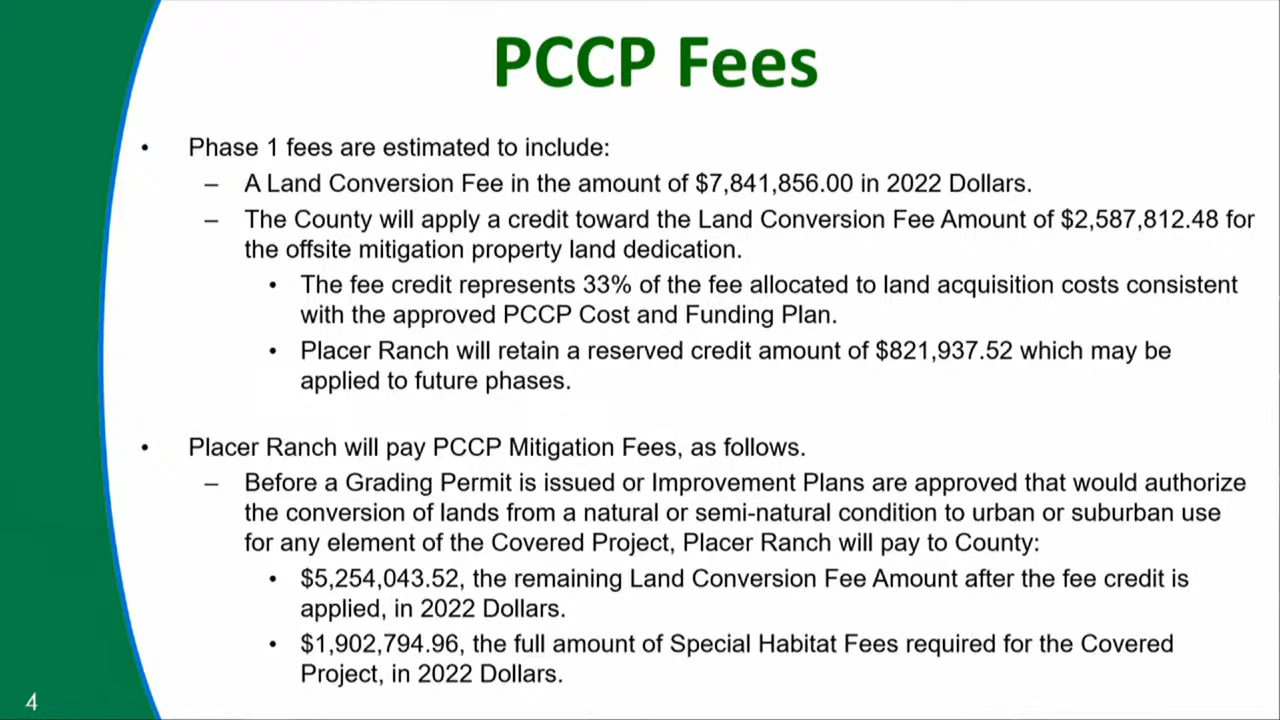 PCCP Fees
• Phase 1 fees are estimated to include:
– A Land Conversion Fee in the amount of $7,841,856.00 in 2022 Dollars.
– The County will apply a credit toward the Land Conversion Fee Amount of $2,587,812.48 for
the offsite mitigation property land dedication.
• The fee credit represents 33% of the fee allocated to land acquisition costs consistent
with the approved PCCP Cost and Funding Plan.
• Placer Ranch will retain a reserved credit amount of $821,937.52 which may be
applied to future phases.
• Placer Ranch will pay PCCP Mitigation Fees, as follows.
– Before a Grading Permit is issued or Improvement Plans are approved that would authorize
the conversion of lands from a natural or semi-natural condition to urban or suburban use
for any element of the Covered Project, Placer Ranch will pay to County:
• $5,254,043.52, the remaining Land Conversion Fee Amount after the fee credit is
applied, in 2022 Dollars.
• $1,902,794.96, the full amount of Special Habitat Fees required for the Covered
Project, in 2022 Dollars.
4